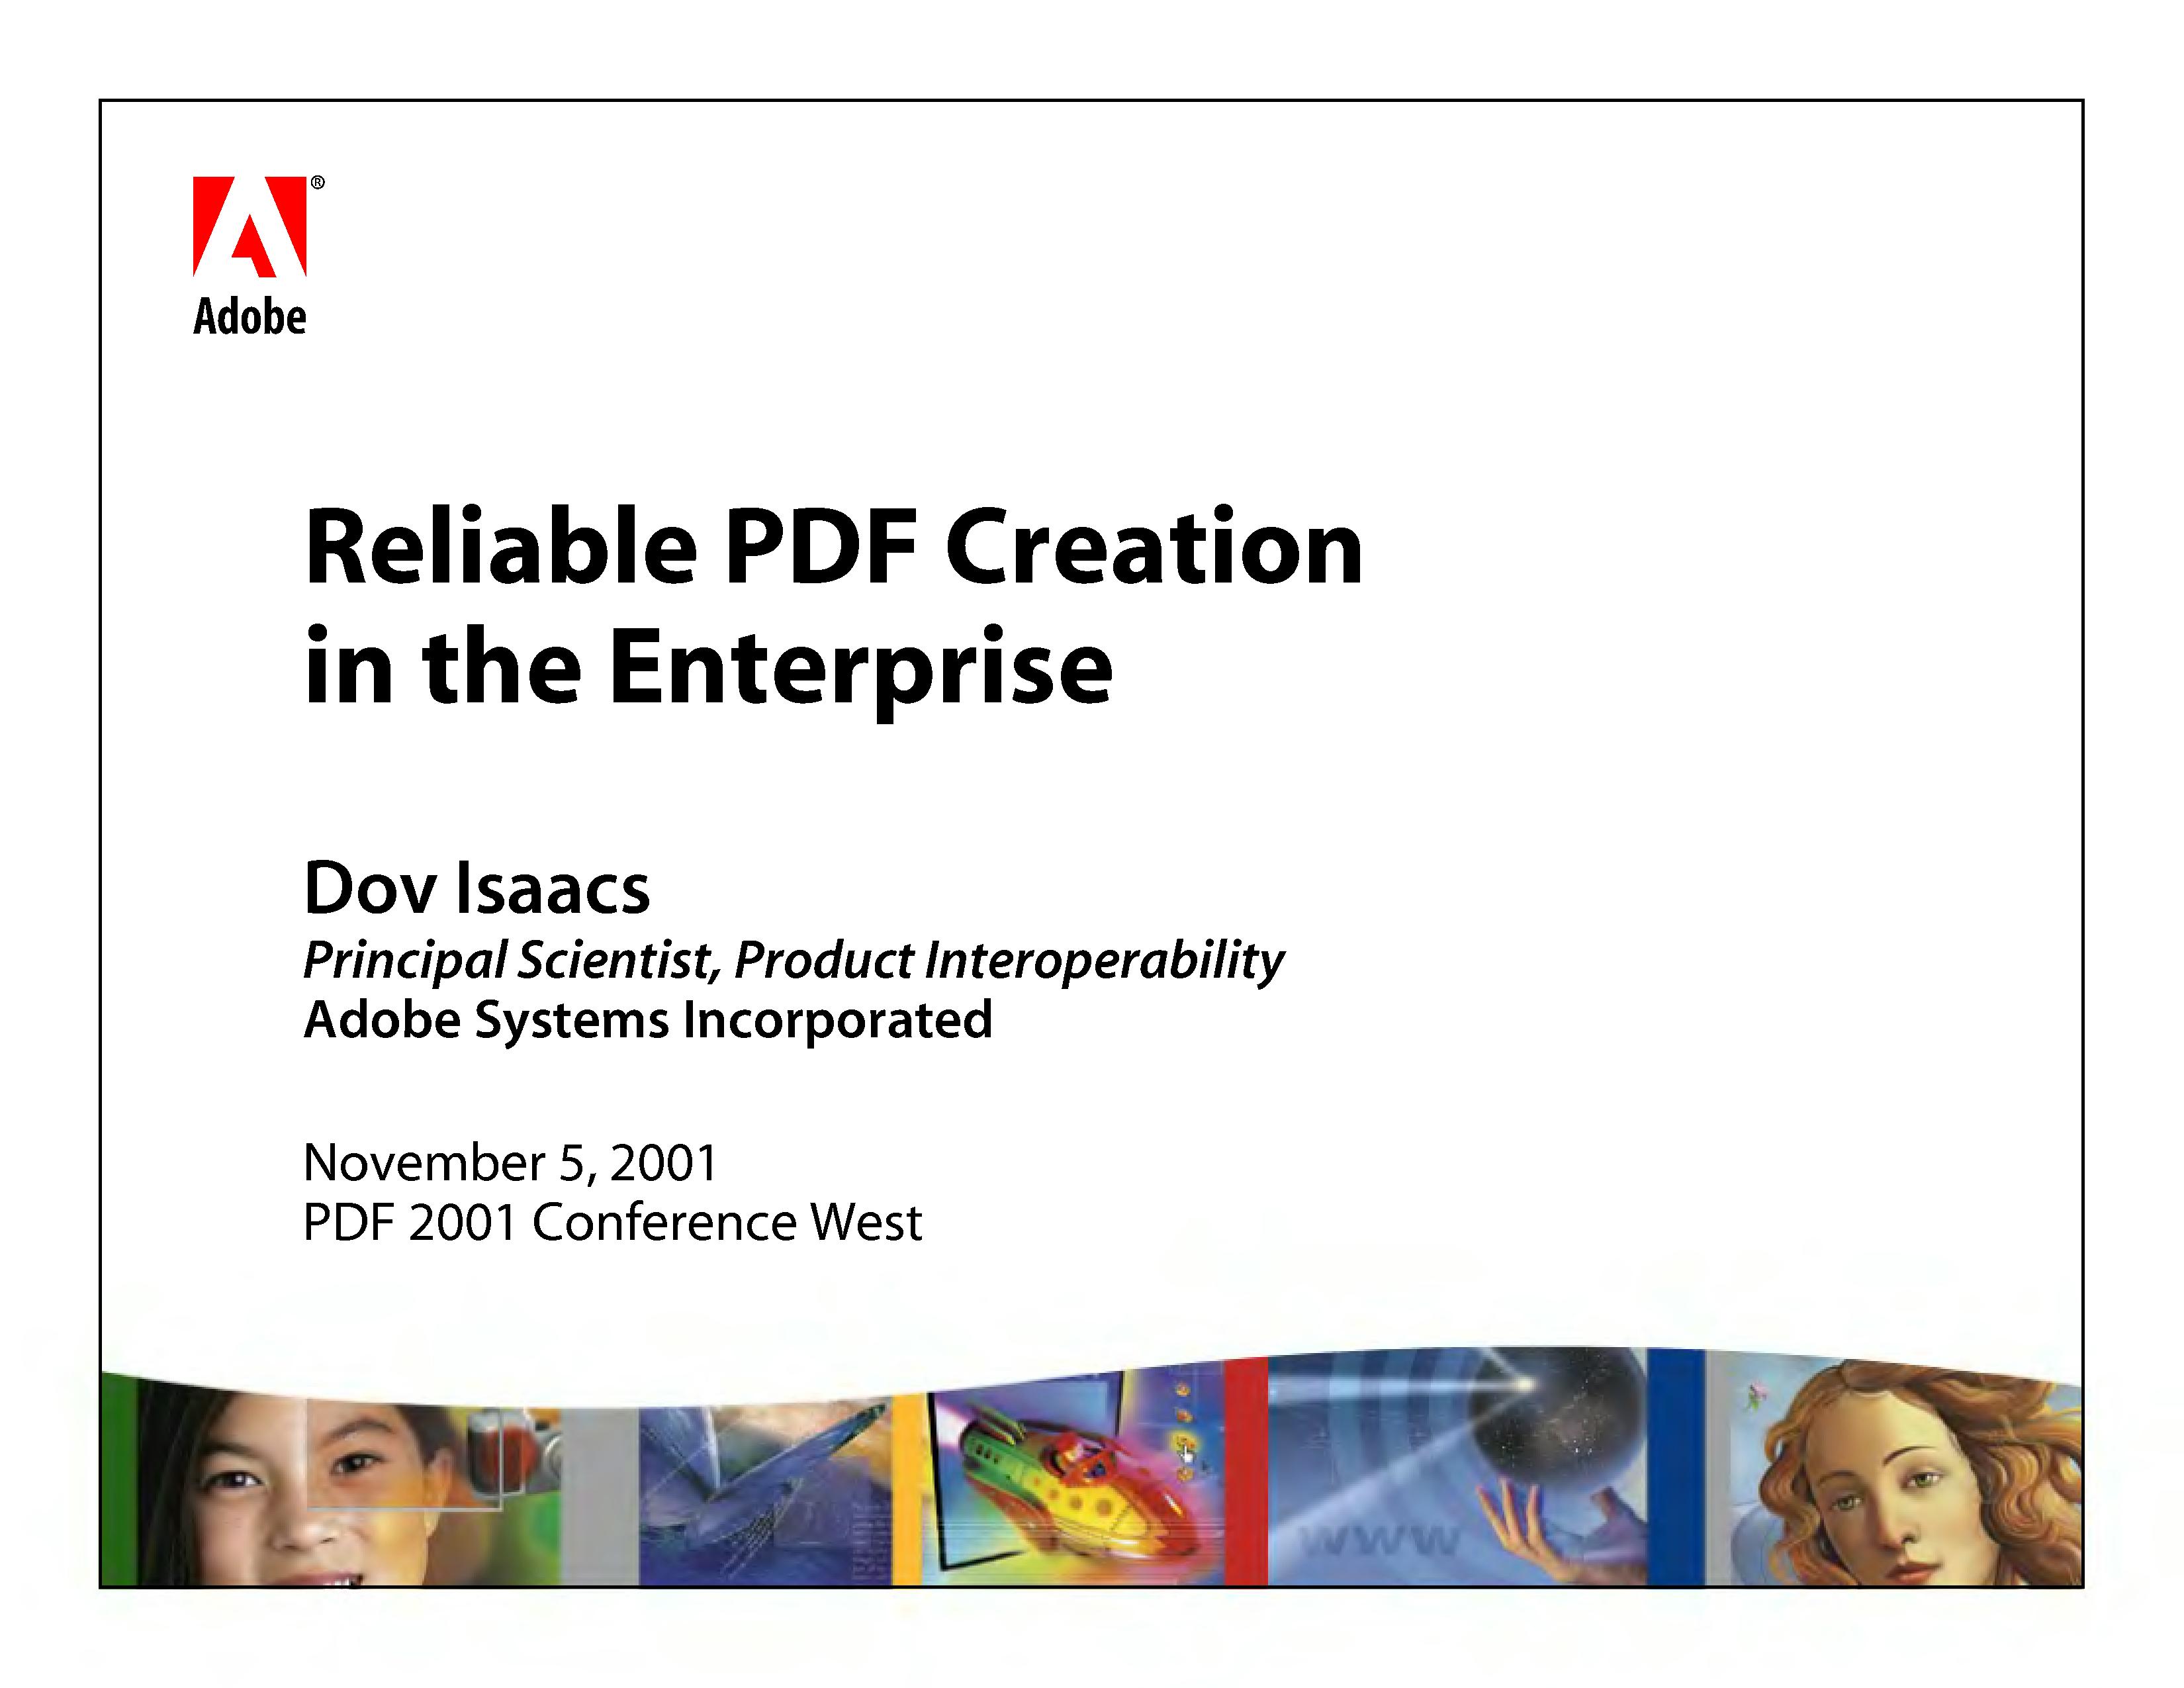 ®
Adobe
Reliable PDF Creation
in the Enterprise
Dov Isaacs
Principal Scientist, Product Interoperability
Adobe Systems Incorporated
November 5, 2001
PDF 2001 Conference West
WWW